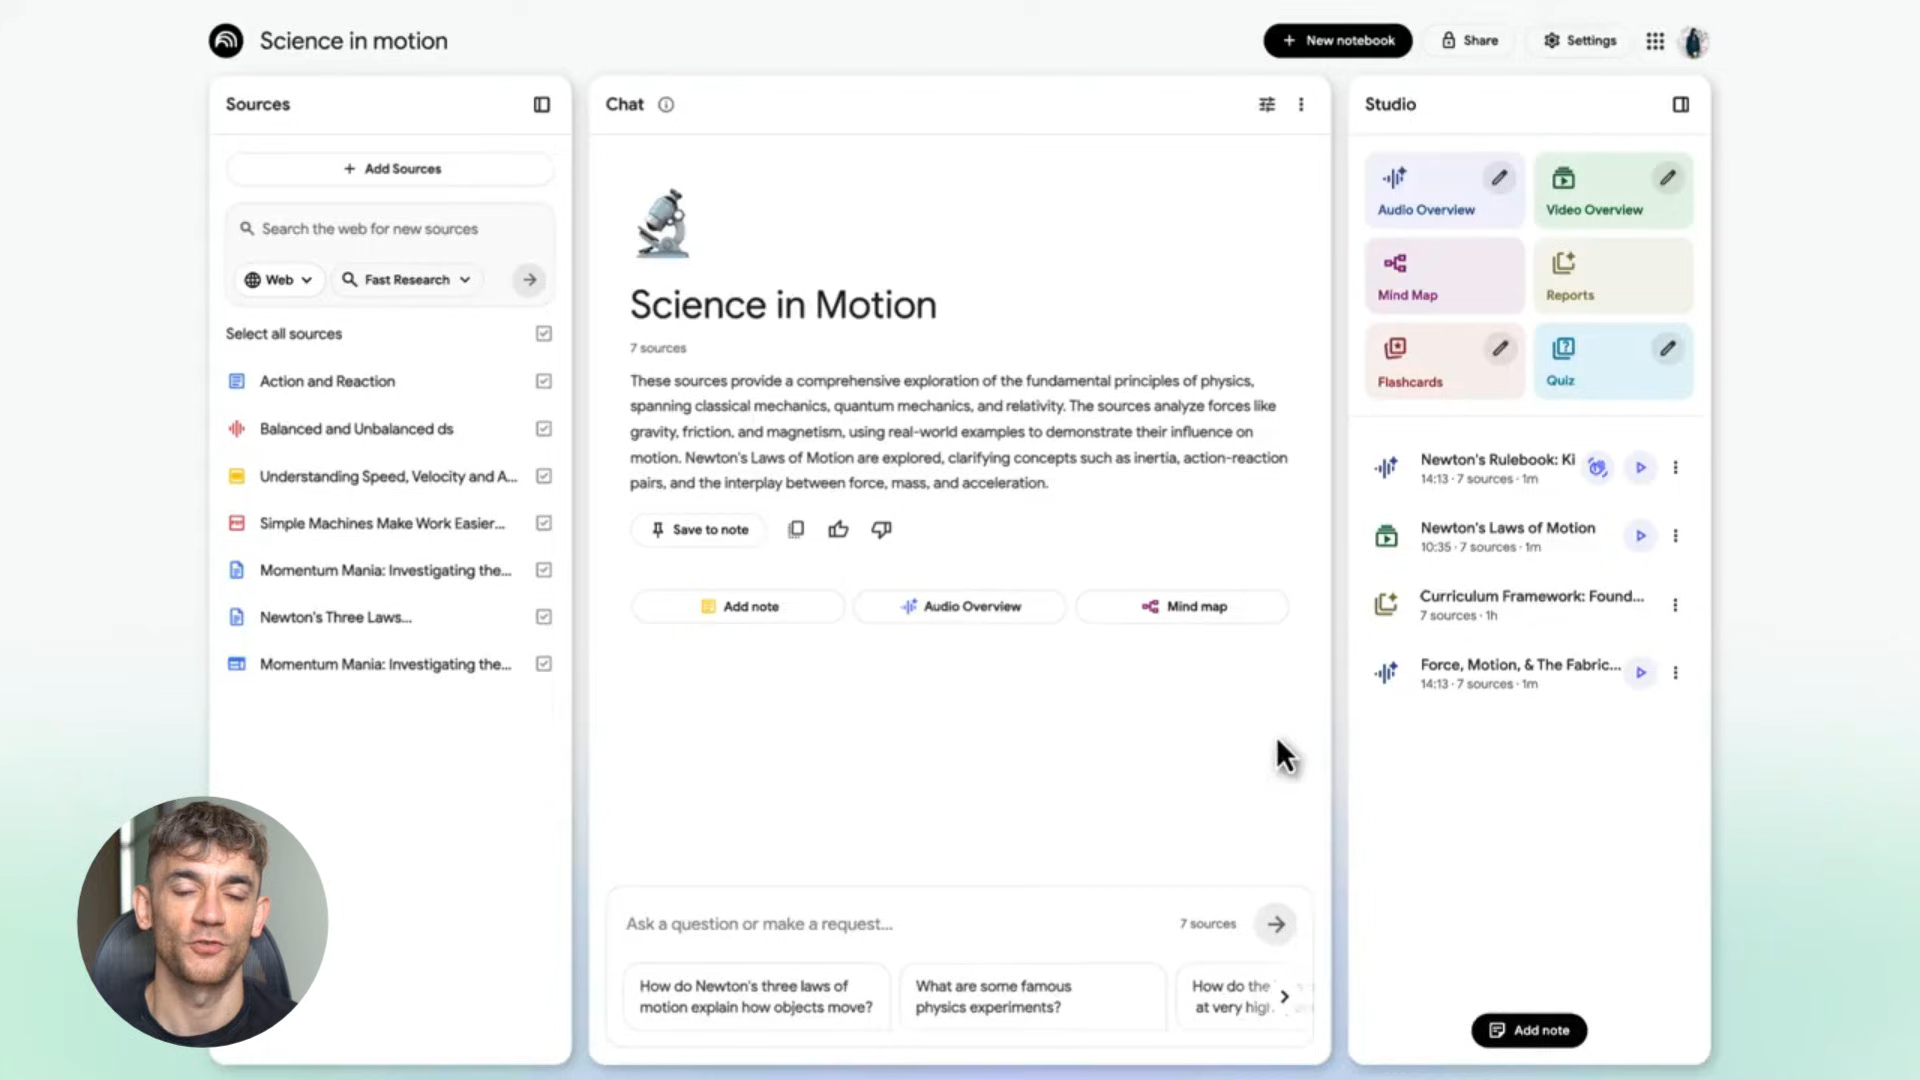 Science in motion
New notebook
Share
Settings
Sources
Add Sources
Search the web for new sources
Web
Fast Research
Select all sources
Action and Reaction
Balanced and Unbalanced ds
Understanding Speed, Velocity and A...
Simple Machines Make Work Easier...
Momentum Mania: Investigating the...
Newton's Three Laws...
Momentum Mania: Investigating the...
Chat
Science in Motion
7 sources
These sources provide a comprehensive exploration of the fundamental principles of physics,
spanning classical mechanics, quantum mechanics, and relativity. The sources analyze forces like
gravity, friction, and magnetism, using real-world examples to demonstrate their influence on
motion. Newton's Laws of Motion are explored, clarifying concepts such as inertia, action-reaction
pairs, and the interplay between force, mass, and acceleration.
Save to note
Add note
Audio Overview
Mind map
Ask a question or make a request...
7 sources
How do Newton's three laws of
motion explain how objects move?
What are some famous
physics experiments?
How do the
at very high
Studio
Audio Overview
Video Overview
Mind Map
Reports
Flashcards
Quiz
Newton's Rulebook: Ki
14:13 · 7 sources · 1m
Newton's Laws of Motion
10:35 · 7 sources · 1m
Curriculum Framework: Found...
7 sources · 1h
Force, Motion, & The Fabric...
14:13 · 7 sources · 1m
Add note